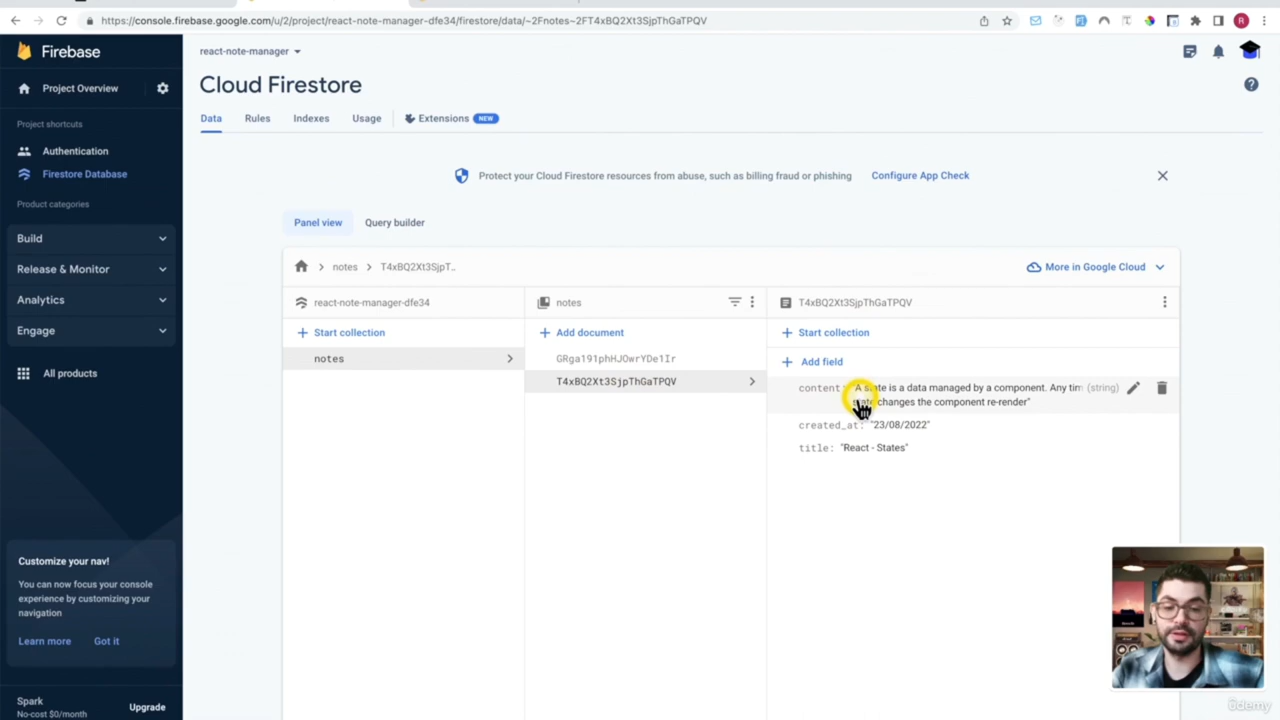 https://console.firebase.google.com/u/2/project/react-note-manager-dfe34/firestore/data/~2Fnotes~2FT4xBQ2Xt3SjpThGaTPQV
R
Firebase
react-note-manager
Project Overview
Cloud Firestore
Project shortcuts
Authentication
Firestore Database
Product categories
Build
Release & Monitor
Analytics
Engage
All products
Data Rules Indexes Usage Extensions NEW
Protect your Cloud Firestore resources from abuse, such as billing fraud or phishing Configure App Check
Panel view Query builder
notes T4xBQ2Xt3SjpT...
More in Google Cloud
react-note-manager-dfe34
Start collection
notes
notes
Add document
GRga191phHJOwrYDe1Ir
T4xBQ2Xt3SjpThGaTPQV
T4xBQ2Xt3SjpThGaTPQV
Start collection
Add field
content: "A state is a data managed by a component. Any tim (string)
state changes the component re-render"
created_at: "23/08/2022"
title: "React - States"
Customize your nav!
You can now focus your console
experience by customizing your
navigation
Learn more Got it
Spark
No-cost $0/month
Upgrade
ûdemy